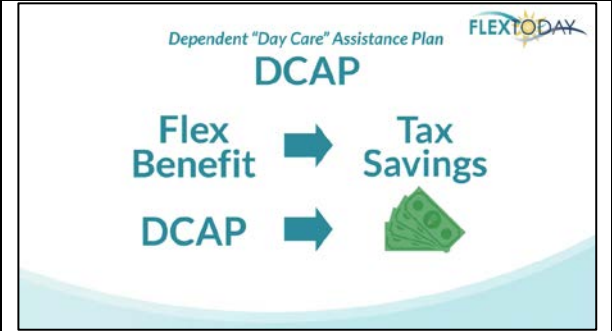 Dependent "Day Care" Assistance Plan
FLEXTODAY
DCAP
Flex Benefit
Tax Savings
DCAP